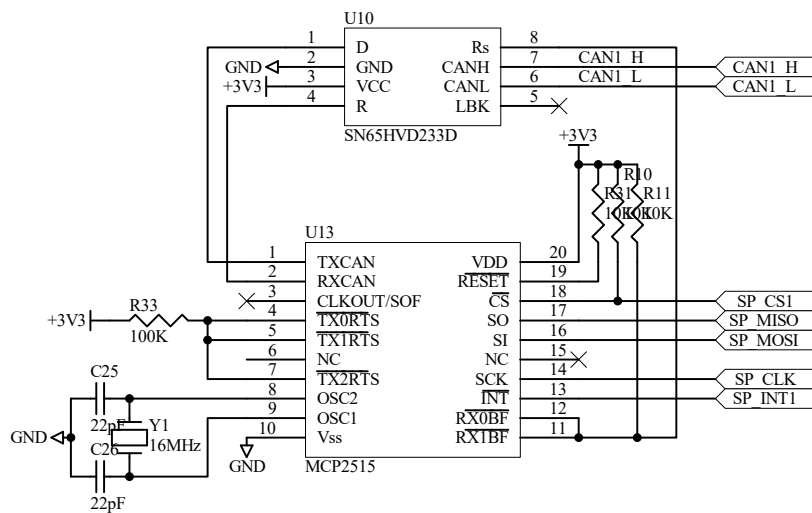 U10
1 D Rs 8
GND 2 GND CANH 7 CAN1_H CAN1_H
+3V3 3 VCC CANL 6 CAN1_L CAN1_L
4 R LBK 5
SN65HVD233D
+3V3
R10
R31 R11
10K 10K 10K
U13
1 TXCAN VDD 20
2 RXCAN RESET 19
3 CLKOUT/SOF CS 18 SP_CS1
R33
+3V3 4 TX0RTS SO 17 SP_MISO
100K
5 TX1RTS SI 16 SP_MOSI
6 NC NC 15
7 TX2RTS SCK 14 SP_CLK
C25
8 OSC2 INT 13 SP_INT1
22pF Y1
9 OSC1 RX0BF 12
GND 16MHz 10 Vss RX1BF 11
C26
GND
MCP2515
22pF